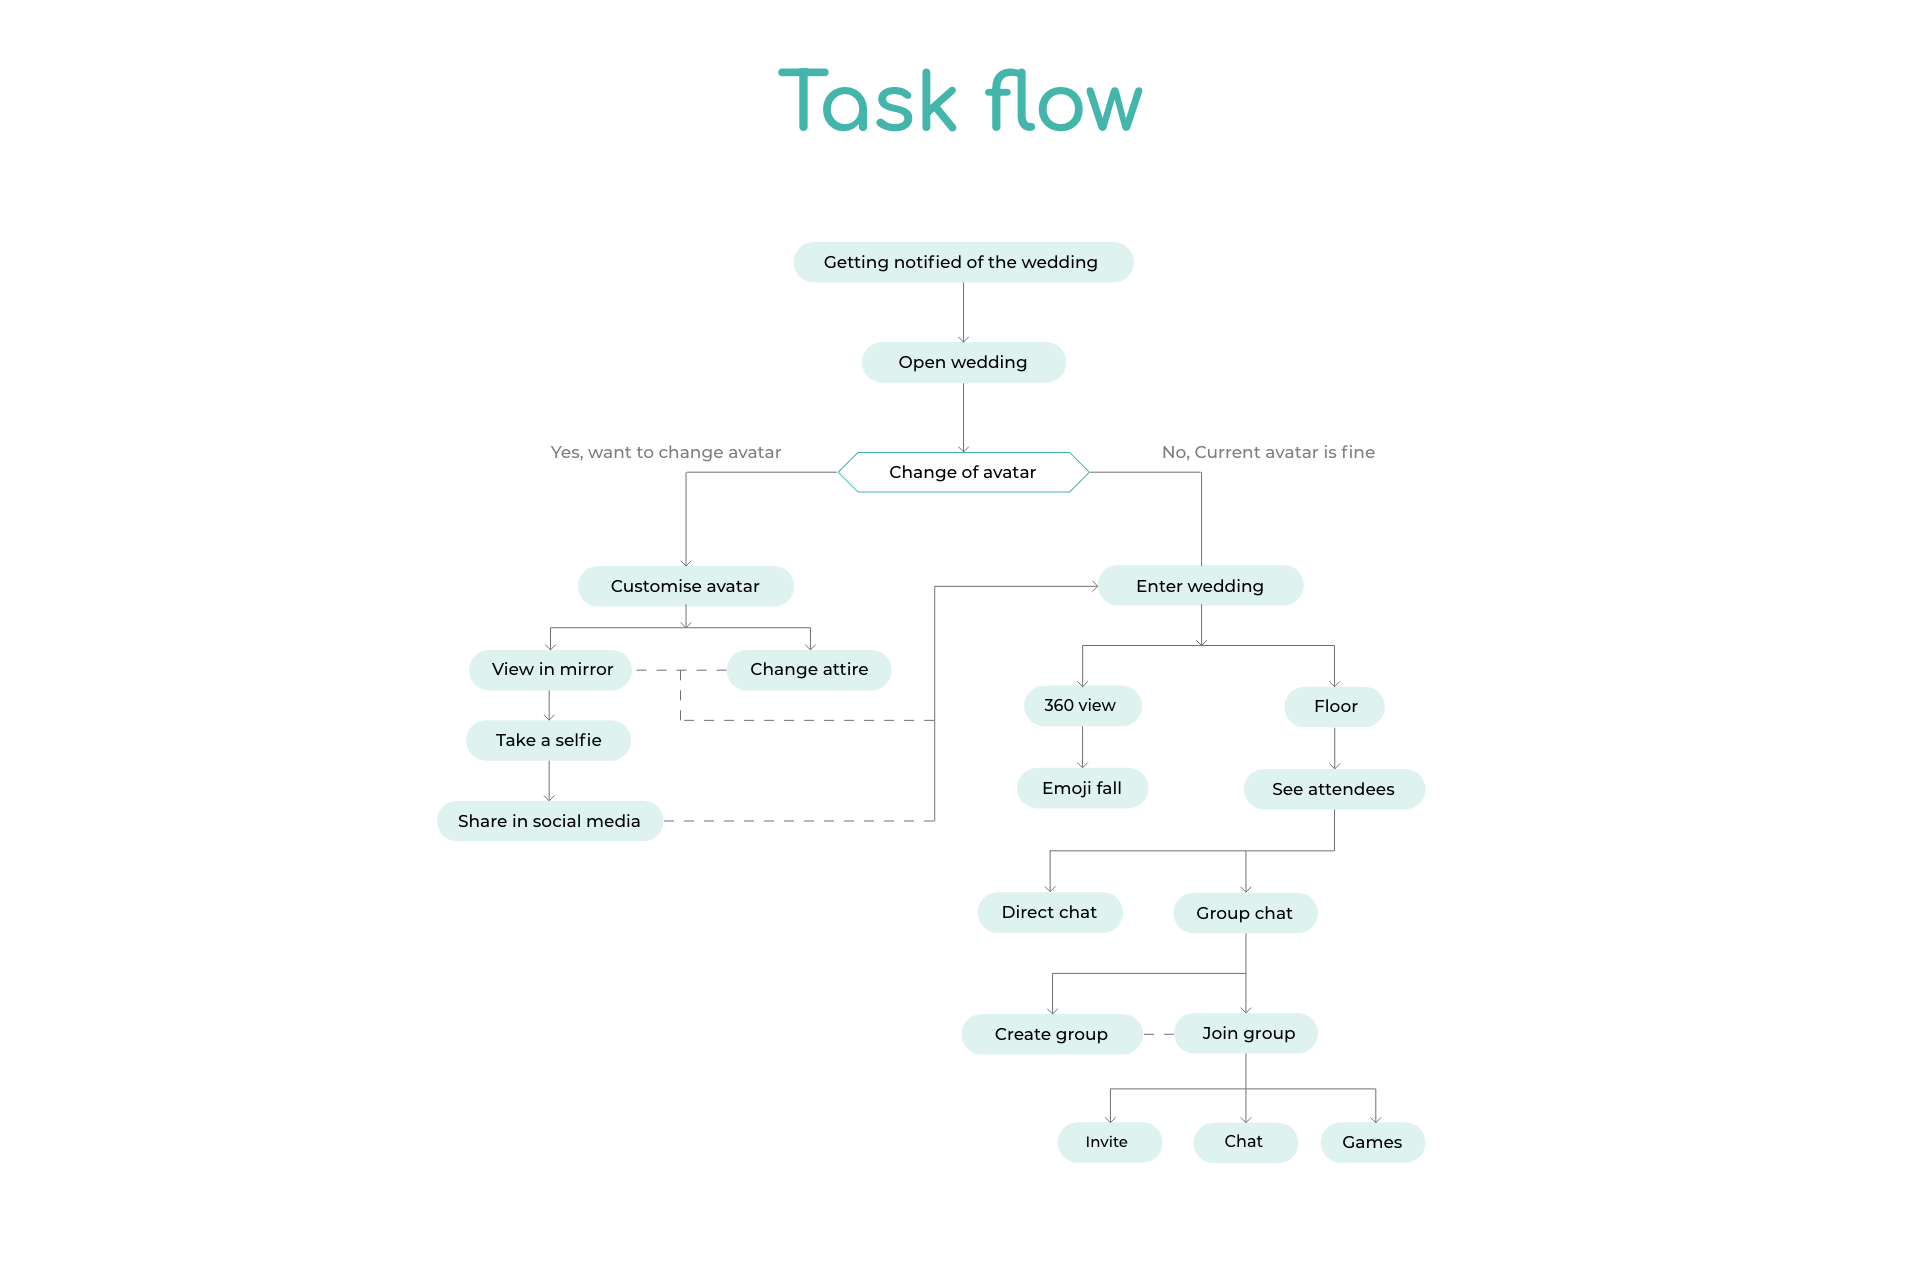 Task flow
Getting notified of the wedding
Open wedding
Yes, want to change avatar
Change of avatar
No, Current avatar is fine
Customise avatar
Enter wedding
View in mirror
Change attire
360 view
Floor
Take a selfie
Emoji fall
See attendees
Share in social media
Direct chat
Group chat
Create group
Join group
Invite
Chat
Games